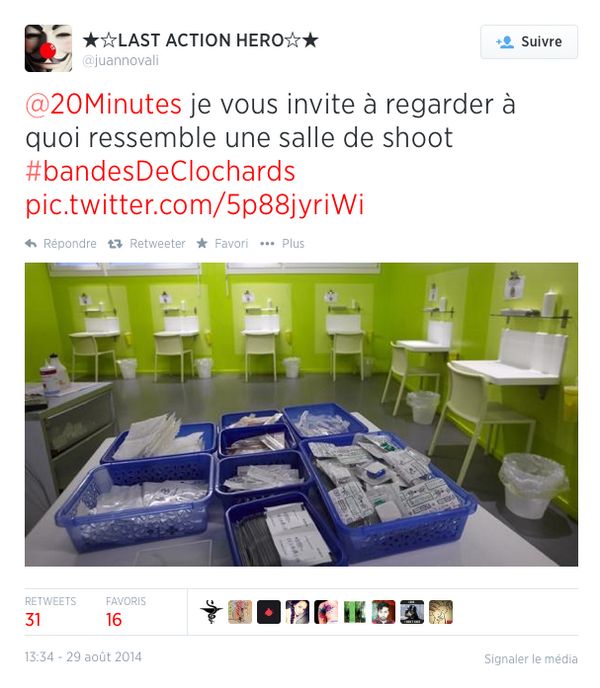 ★☆LAST ACTION HERO☆★
@juannovali
Suivre
@20Minutes je vous invite à regarder à
quoi ressemble une salle de shoot
#bandesDeClochards
pic.twitter.com/5p88jyriWi
Répondre Retweeter Favori Plus
RETWEETS
31
FAVORIS
16
13:34 - 29 août 2014
Signaler le média